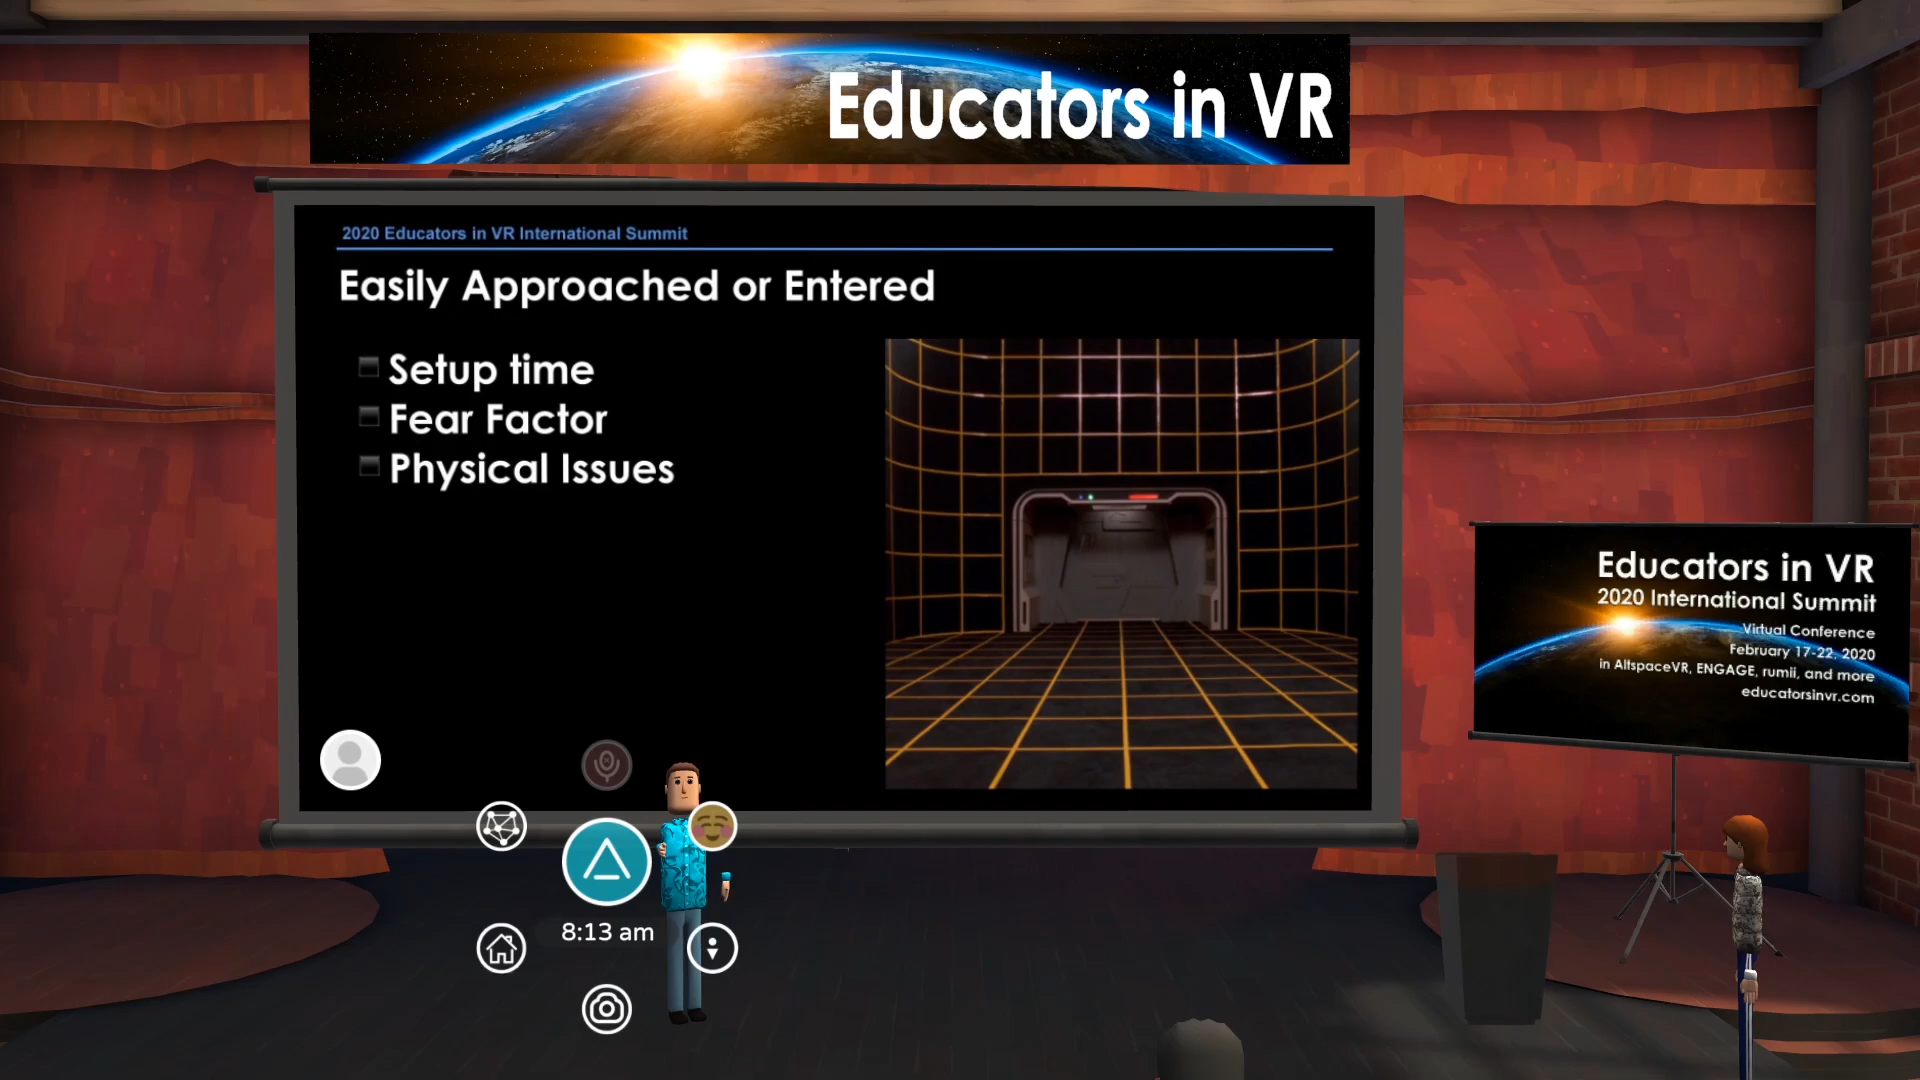 Educators in VR
2020 Educators in VR International Summit
Easily Approached or Entered
Setup time
Fear Factor
Physical Issues
Educators in VR
2020 International Summit
Virtual Conference
February 17-22, 2020
in AltspaceVR, ENGAGE, rumii, and more
educatorsinvr.com
8:13 am